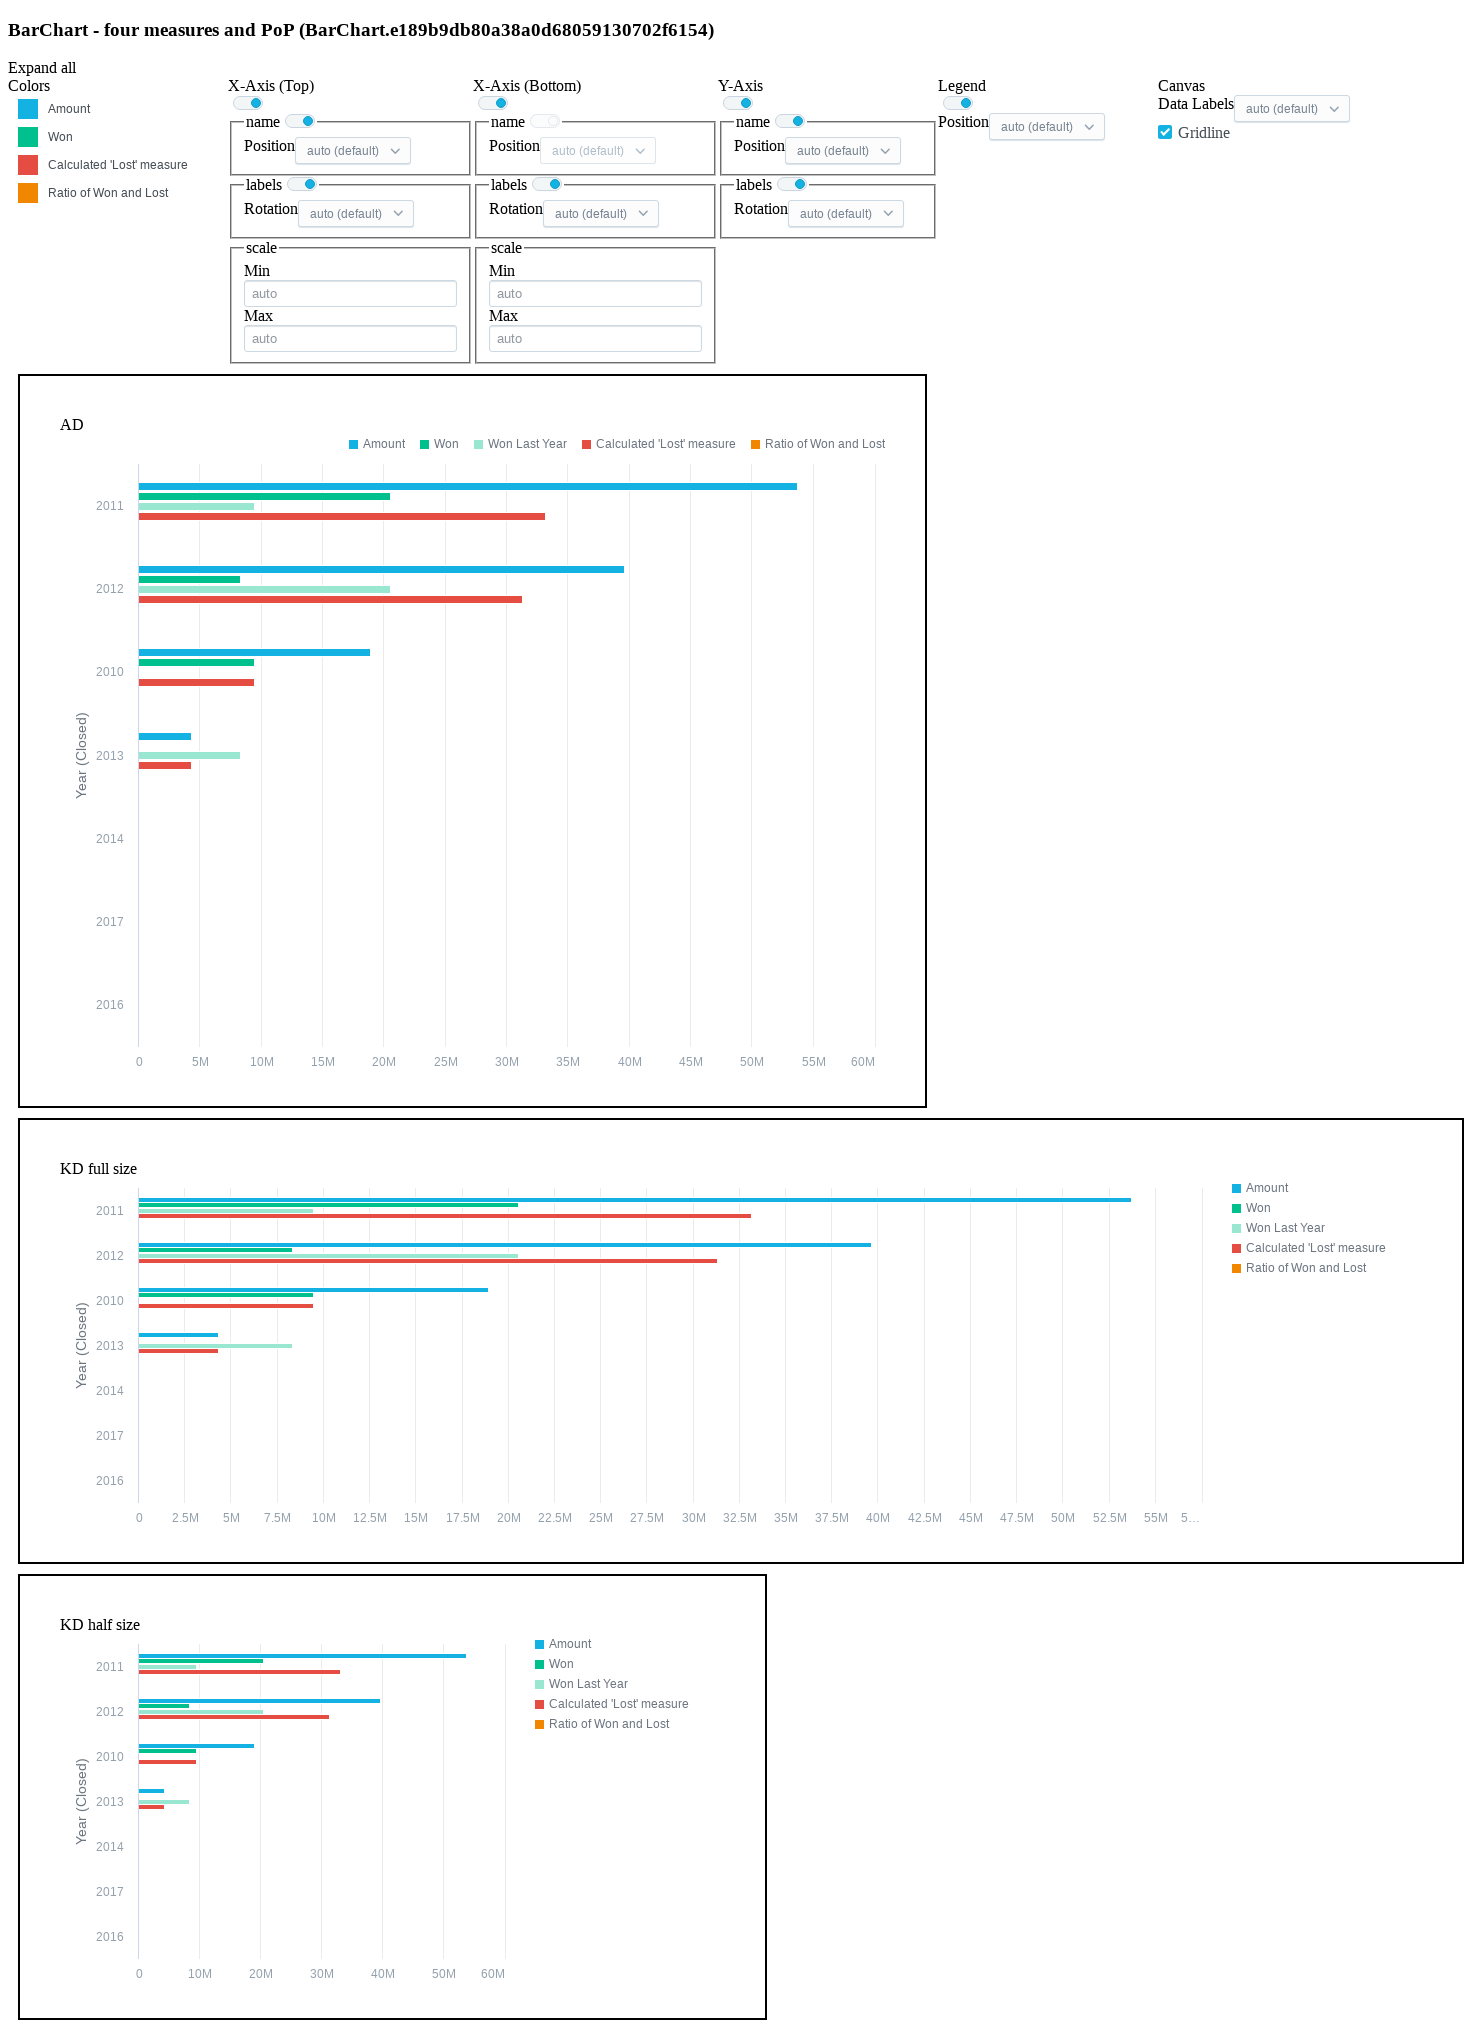 BarChart - four measures and PoP (BarChart.e189b9db80a38a0d68059130702f6154)
Expand all
Colors
Amount
Won
Calculated 'Lost' measure
Ratio of Won and Lost
X-Axis (Top)
name
Position auto (default)
labels
Rotation auto (default)
scale
Min
auto
Max
auto
X-Axis (Bottom)
name
Position auto (default)
labels
Rotation auto (default)
scale
Min
auto
Max
auto
Y-Axis
name
Position auto (default)
labels
Rotation auto (default)
Legend
Position auto (default)
Canvas
Data Labels auto (default)
Gridline
AD
Amount Won Won Last Year Calculated 'Lost' measure Ratio of Won and Lost
Year (Closed)
2011
2012
2010
2013
2014
2017
2016
0 5M 10M 15M 20M 25M 30M 35M 40M 45M 50M 55M 60M
KD full size
Amount
Won
Won Last Year
Calculated 'Lost' measure
Ratio of Won and Lost
Year (Closed)
2011
2012
2010
2013
2014
2017
2016
0 2.5M 5M 7.5M 10M 12.5M 15M 17.5M 20M 22.5M 25M 27.5M 30M 32.5M 35M 37.5M 40M 42.5M 45M 47.5M 50M 52.5M 55M 5...
KD half size
Amount
Won
Won Last Year
Calculated 'Lost' measure
Ratio of Won and Lost
Year (Closed)
2011
2012
2010
2013
2014
2017
2016
0 10M 20M 30M 40M 50M 60M